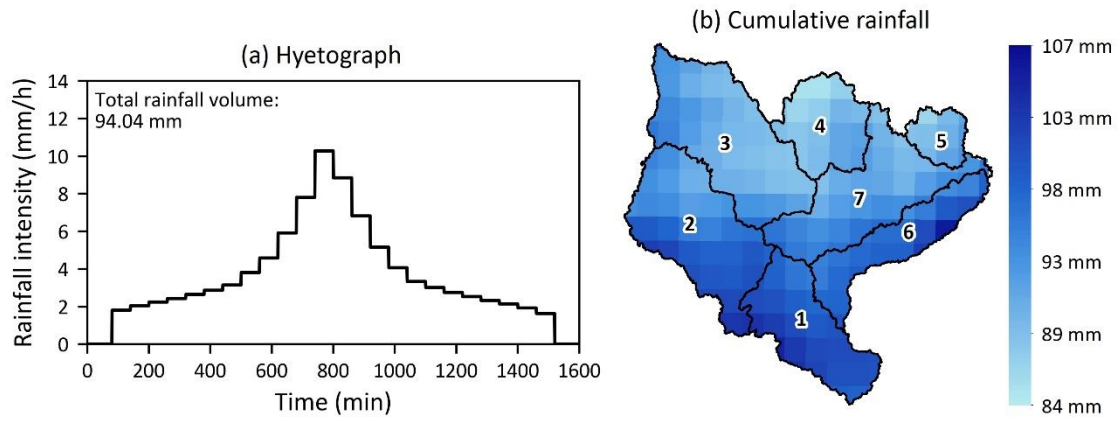 (a) Hyetograph
Total rainfall volume:
94.04 mm
Rainfall intensity (mm/h)
14
12
10
8
6
4
2
0
0 200 400 600 800 1000 1200 1400 1600
Time (min)
(b) Cumulative rainfall
1
2
3
4
5
6
7
107 mm
103 mm
98 mm
93 mm
89 mm
84 mm